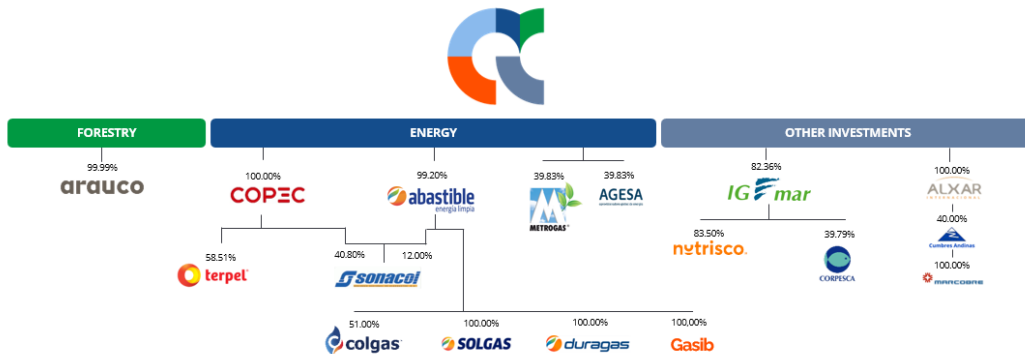 FORESTRY
ENERGY
OTHER INVESTMENTS
99.99%
arauco
100.00%
COPEC
99.20%
abastible
energía limpia
39.83%
METROGAS
39.83%
AGESA
82.36%
IG mar
100.00%
ALXAR
INTERNACIONAL
58.51%
terpel
40.80%
12.00%
sonacol
83.50%
nutrisco
39.79%
CORPESCA
40.00%
Cumbres Andinas
100.00%
MARCOBRE
51.00%
colgas
100.00%
SOLGAS
100.00%
duragas
100,00%
Gasib